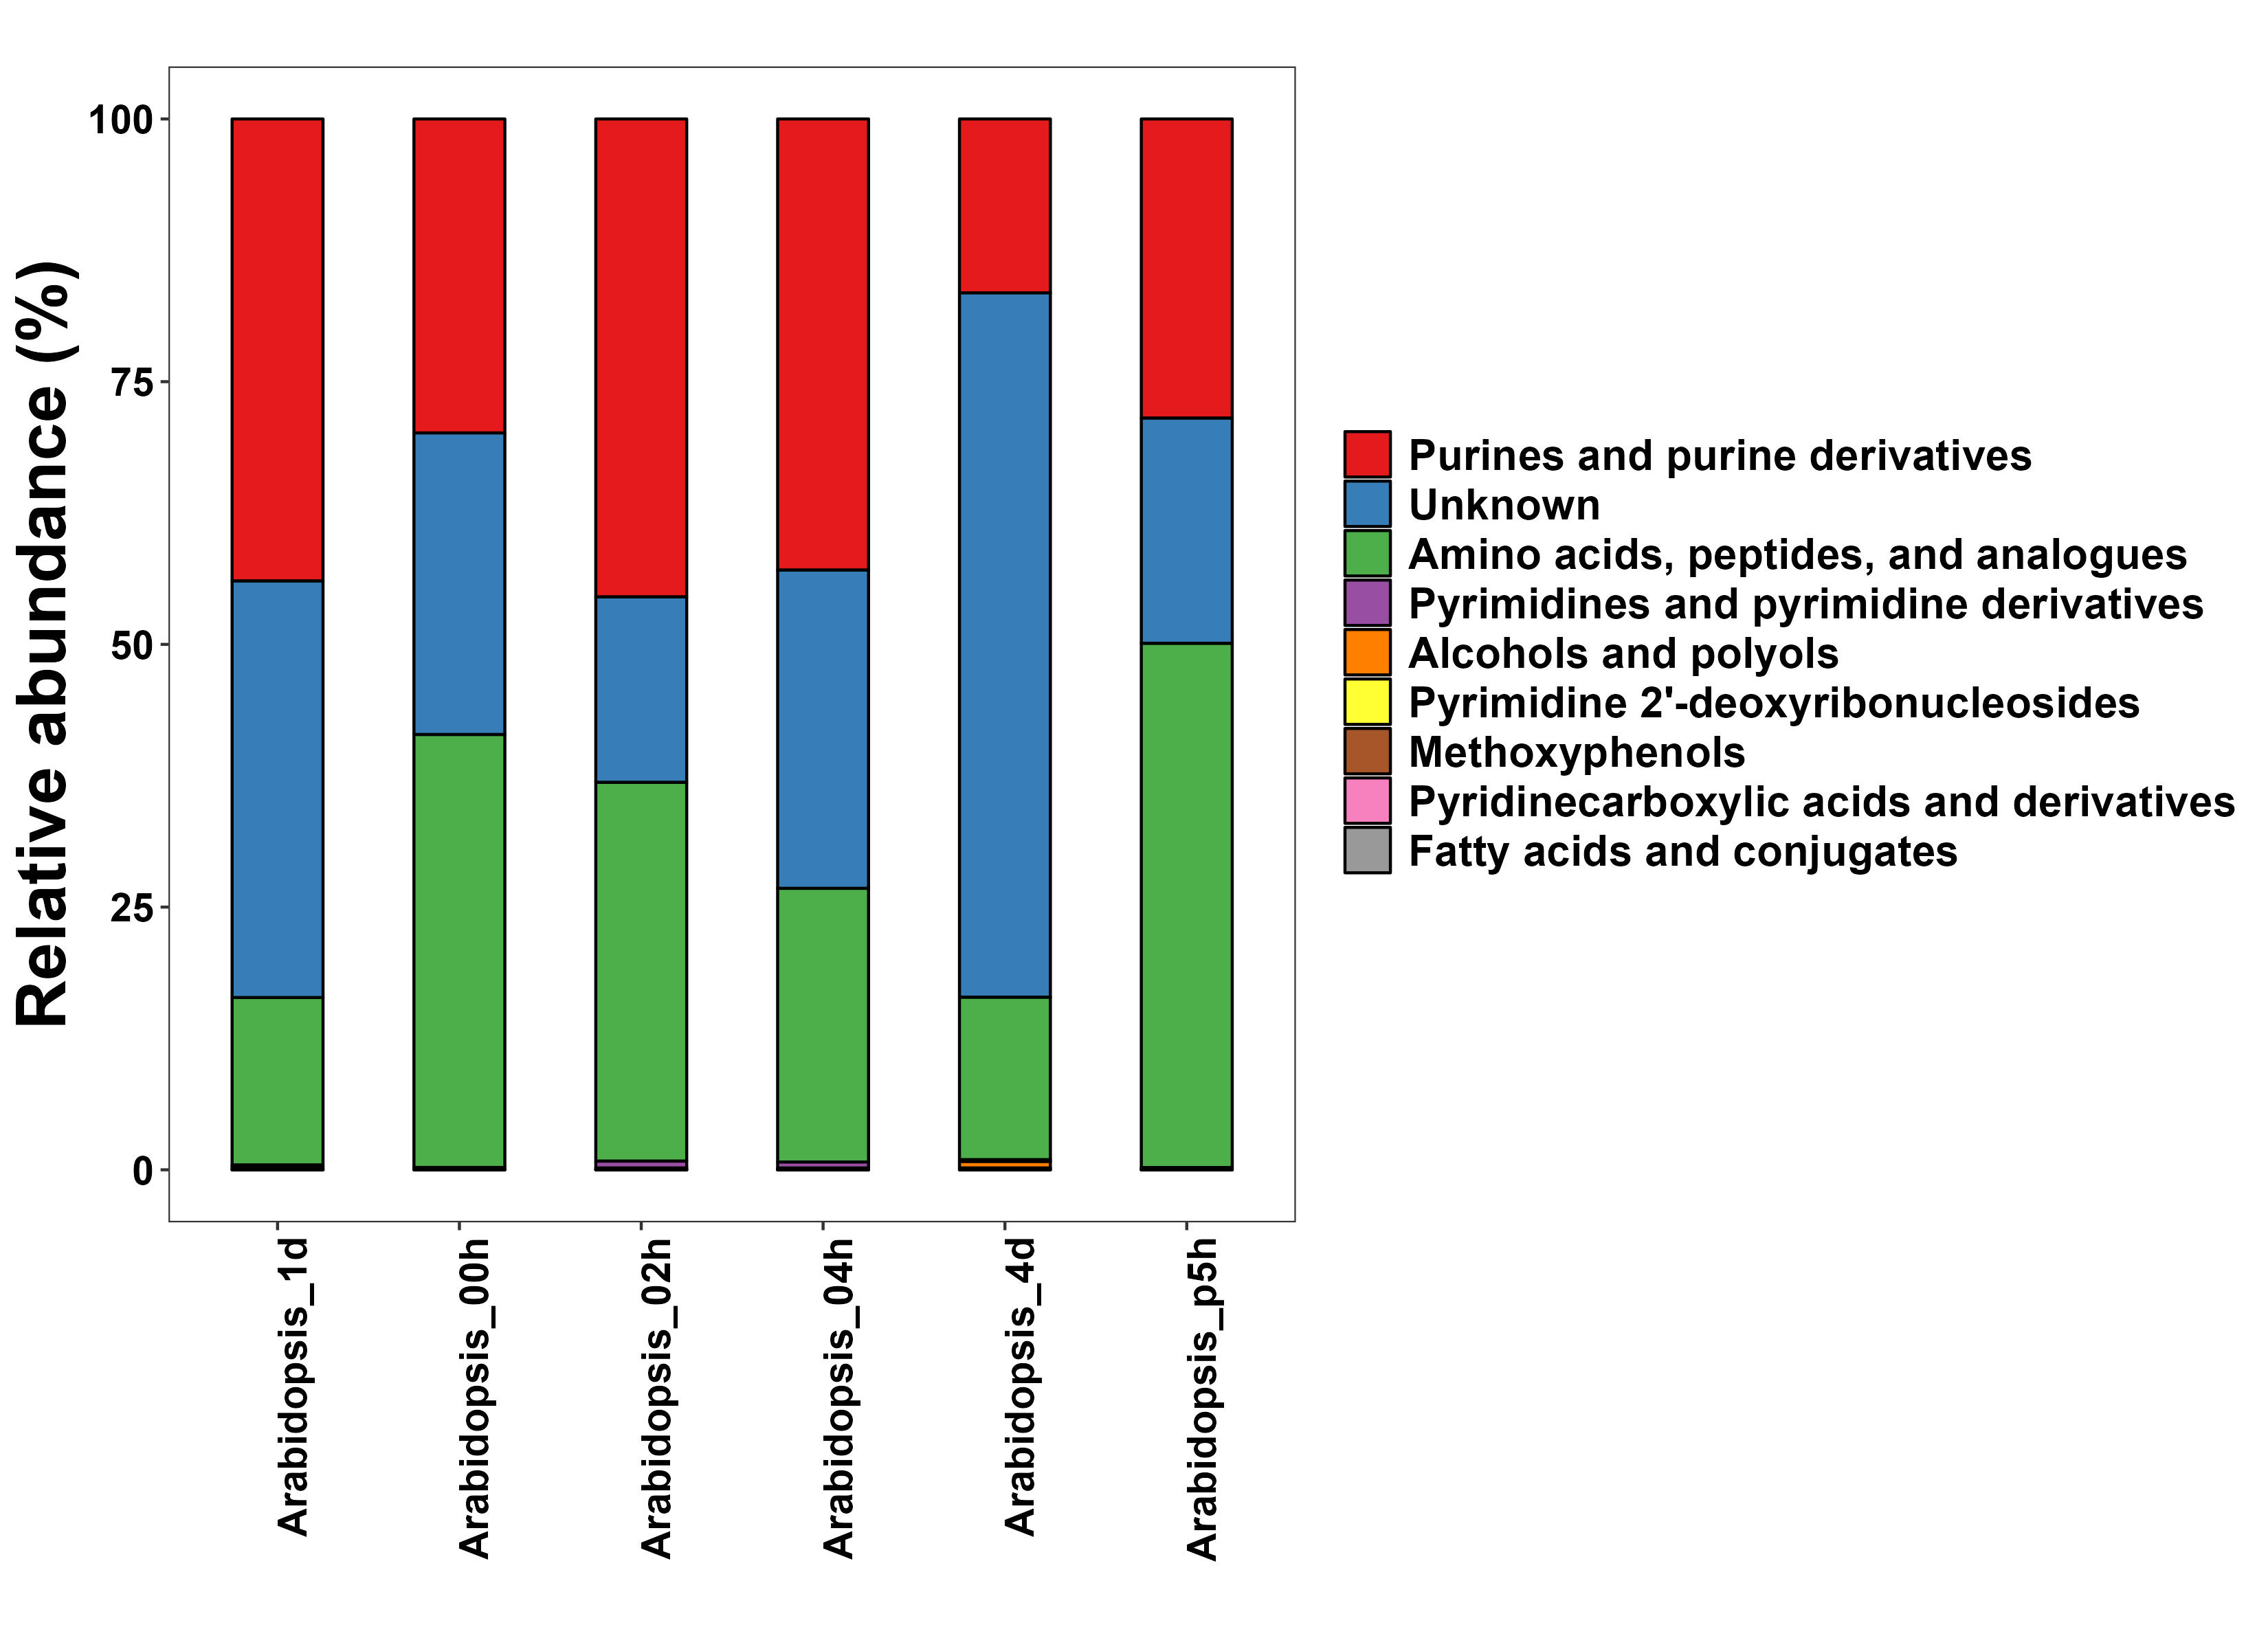 Relative abundance (%)
100
75
50
25
0
Arabidopsis_1d
Arabidopsis_00h
Arabidopsis_02h
Arabidopsis_04h
Arabidopsis_4d
Arabidopsis_p5h
Purines and purine derivatives
Unknown
Amino acids, peptides, and analogues
Pyrimidines and pyrimidine derivatives
Alcohols and polyols
Pyrimidine 2'-deoxyribonucleosides
Methoxyphenols
Pyridinecarboxylic acids and derivatives
Fatty acids and conjugates